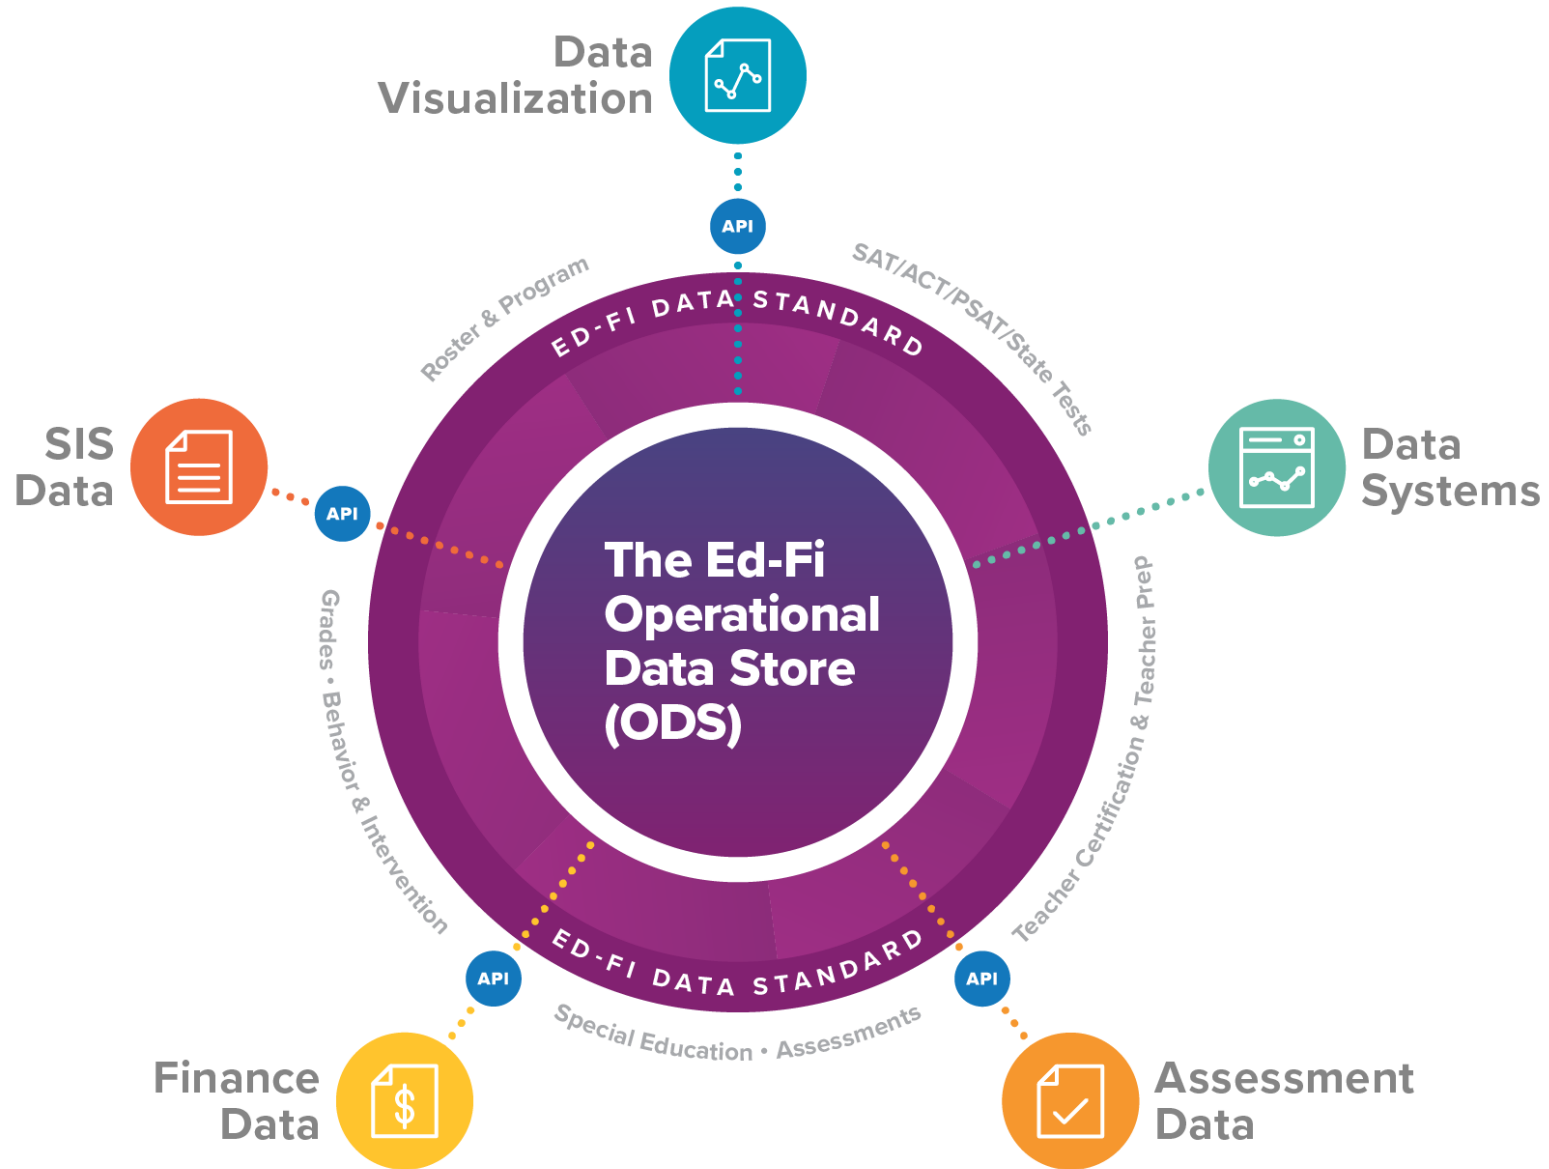 Data
Visualization
API
Roster & Program
SAT/ACT/PSAT/State Tests
ED-FI DATA STANDARD
SIS
Data
API
Data
Systems
The Ed-Fi
Operational
Data Store
(ODS)
Grades • Behavior & Intervention
Teacher Certification & Teacher Prep
ED-FI DATA STANDARD
API
API
Special Education • Assessments
Finance
Data
$
Assessment
Data